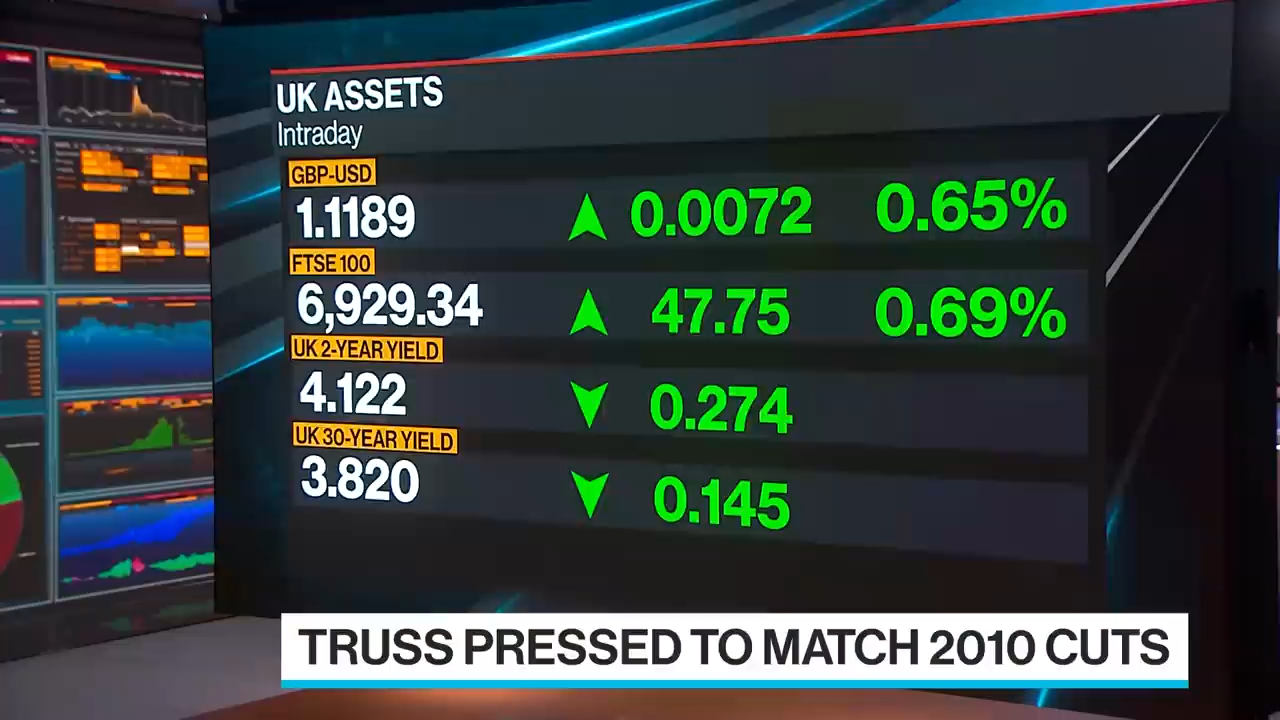 UK ASSETS
Intraday
GBP-USD
1.1189 ▲ 0.0072 0.65%
FTSE 100
6,929.34 ▲ 47.75 0.69%
UK 2-YEAR YIELD
4.122 ▼ 0.274
UK 30-YEAR YIELD
3.820 ▼ 0.145
TRUSS PRESSED TO MATCH 2010 CUTS